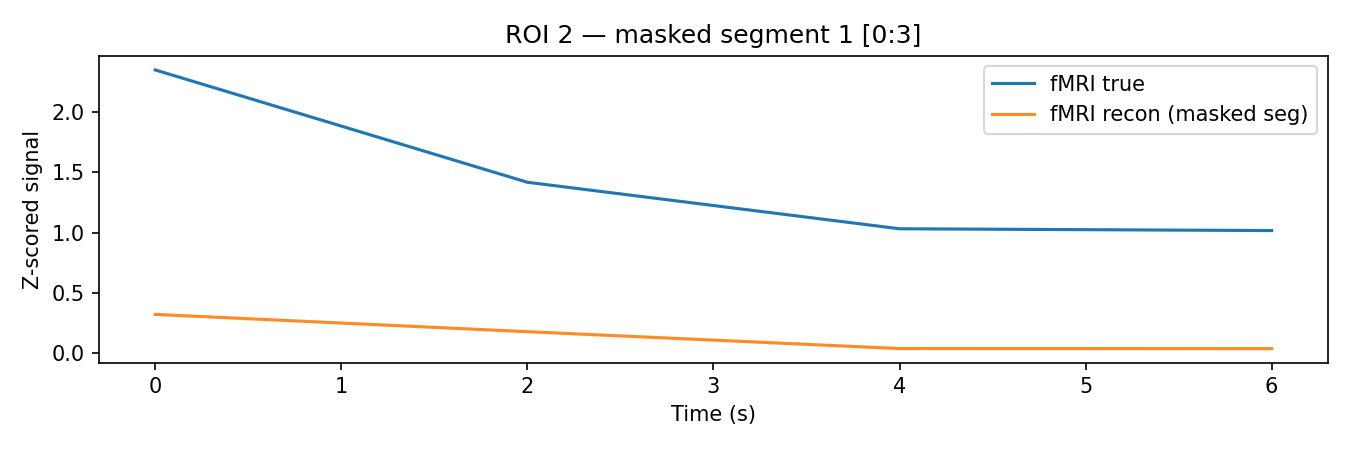 ROI 2 — masked segment 1 [0:3]
fMRI true
fMRI recon (masked seg)
Z-scored signal
2.0
1.5
1.0
0.5
0.0
0 1 2 3 4 5 6
Time (s)